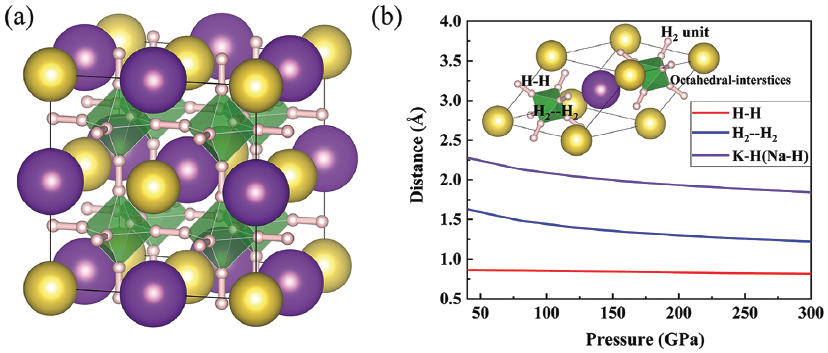 (a)
(b)
4.0
3.5
3.0
2.5
2.0
1.5
1.0
0.5
Distance (Å)
H₂ unit
H-H
Octahedral-interstices
H₂--H₂
H-H
H₂--H₂
K-H(Na-H)
50
100
150
200
250
300
Pressure (GPa)